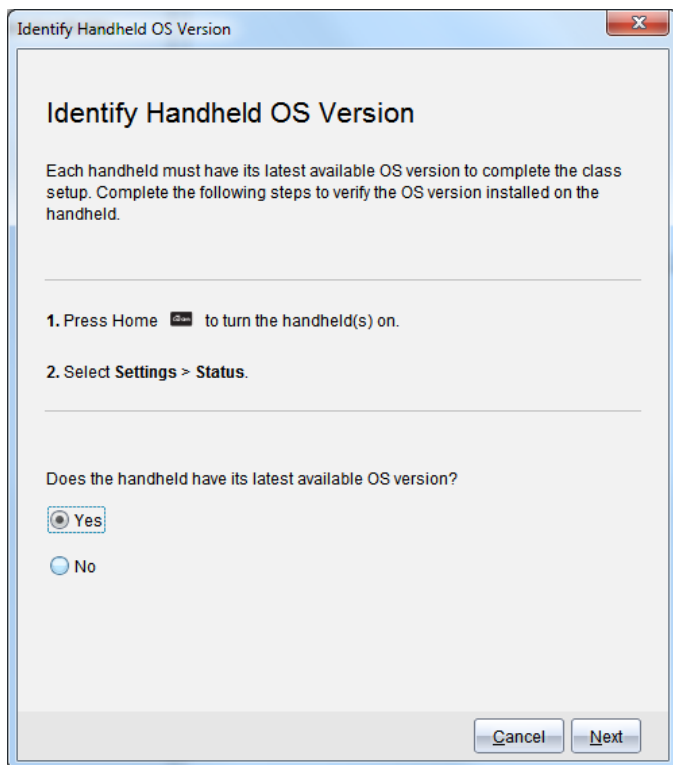 Identify Handheld OS Version
Identify Handheld OS Version
Each handheld must have its latest available OS version to complete the class
setup. Complete the following steps to verify the OS version installed on the
handheld.
1. Press Home to turn the handheld(s) on.
2. Select Settings > Status.
Does the handheld have its latest available OS version?
Yes
No
Cancel Next